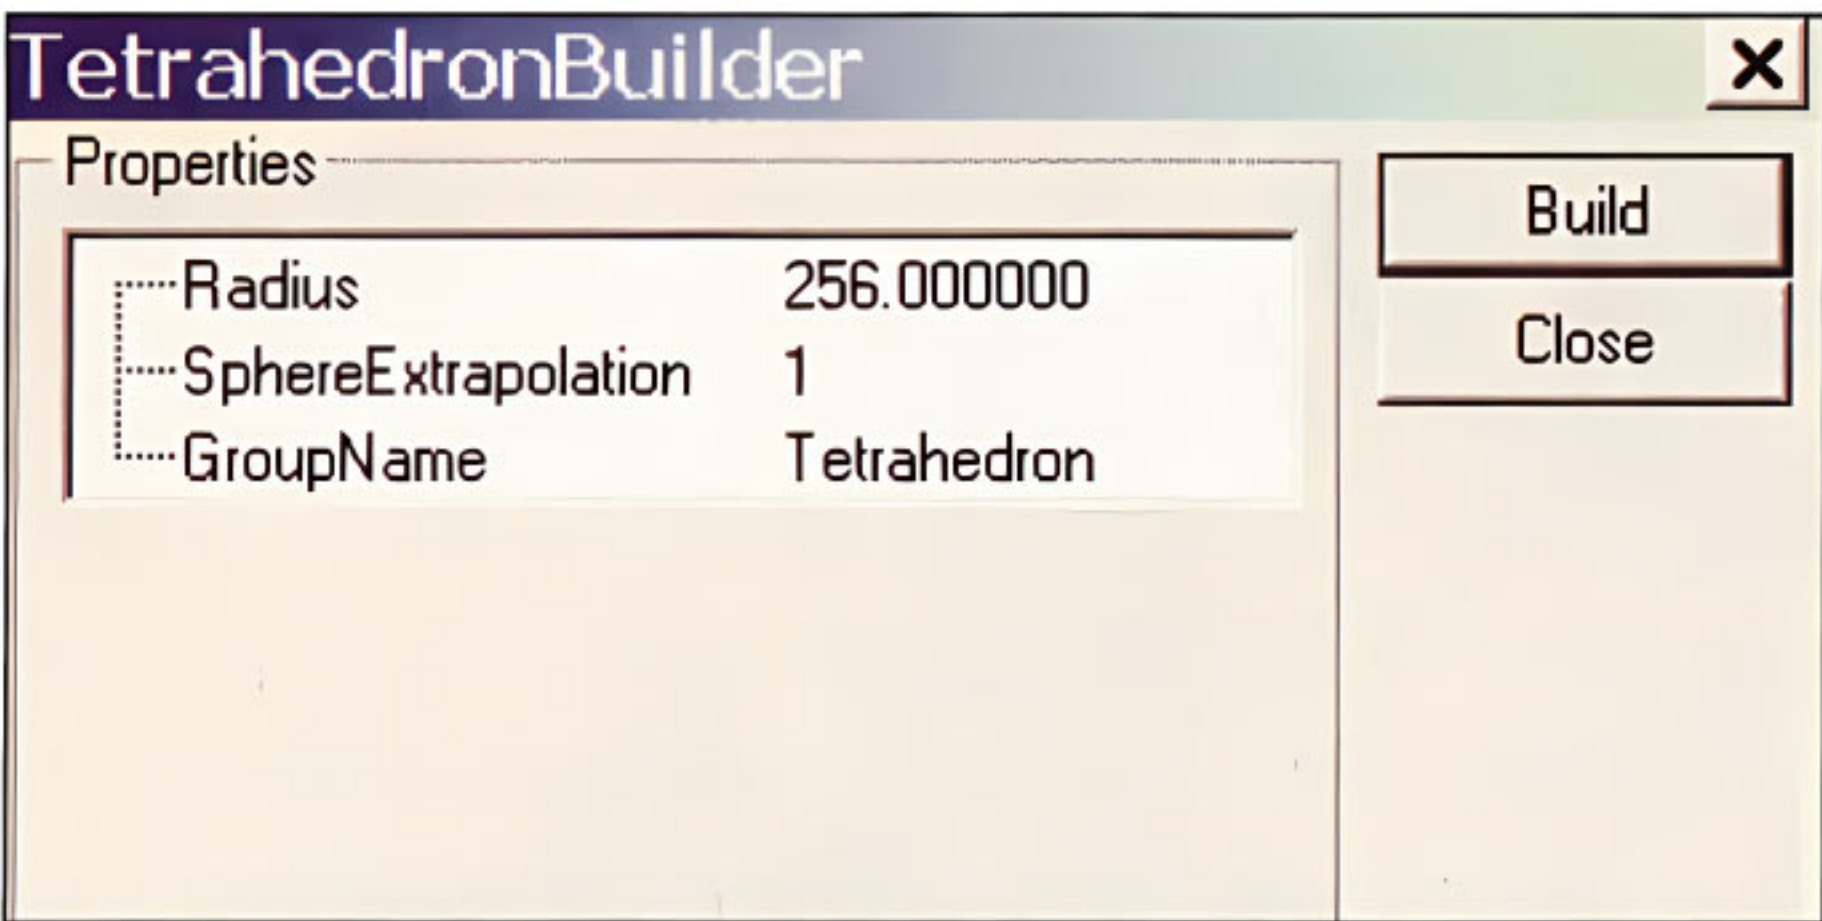 TetrahedronBuilder
Properties
Radius 256.000000
SphereExtrapolation 1
GroupName Tetrahedron
Build
Close